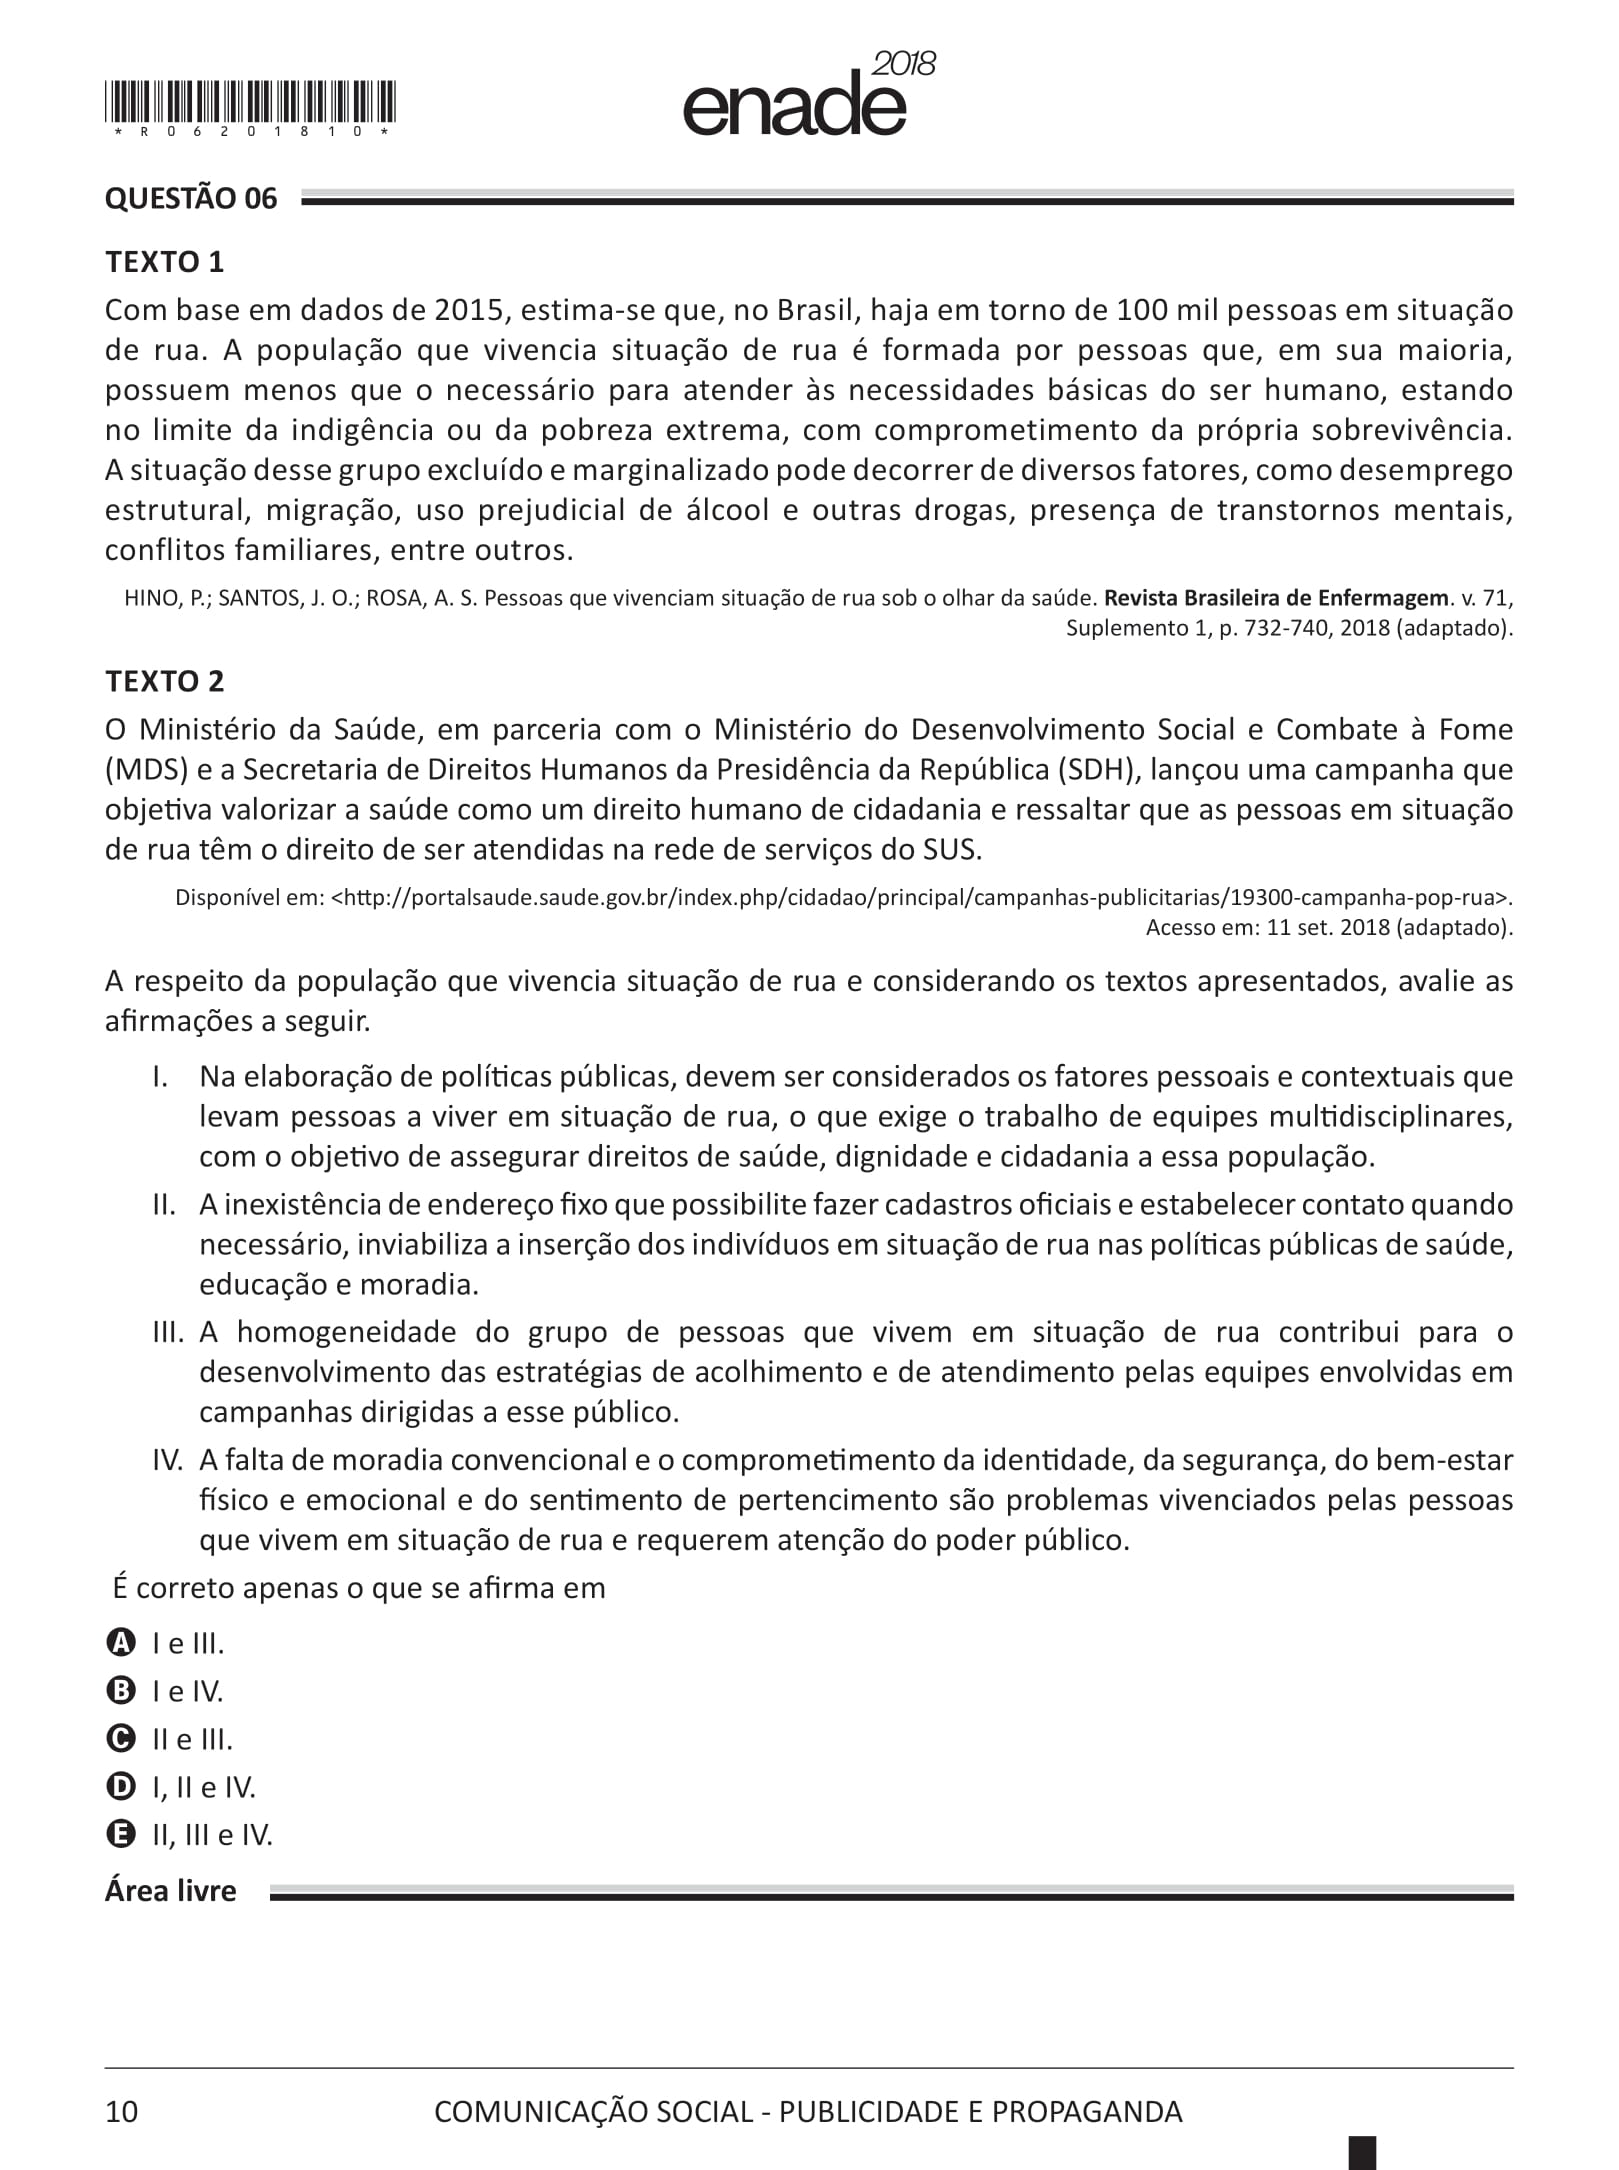 2018
enade
* R 0 6 2 0 1 8 1 0 *
QUESTÃO 06
TEXTO 1
Com base em dados de 2015, estima-se que, no Brasil, haja em torno de 100 mil pessoas em situação
de rua. A população que vivencia situação de rua é formada por pessoas que, em sua maioria,
possuem menos que o necessário para atender às necessidades básicas do ser humano, estando
no limite da indigência ou da pobreza extrema, com comprometimento da própria sobrevivência.
A situação desse grupo excluído e marginalizado pode decorrer de diversos fatores, como desemprego
estrutural, migração, uso prejudicial de álcool e outras drogas, presença de transtornos mentais,
conflitos familiares, entre outros.
HINO, P.; SANTOS, J. O.; ROSA, A. S. Pessoas que vivenciam situação de rua sob o olhar da saúde. Revista Brasileira de Enfermagem. v. 71,
Suplemento 1, p. 732-740, 2018 (adaptado).
TEXTO 2
O Ministério da Saúde, em parceria com o Ministério do Desenvolvimento Social e Combate à Fome
(MDS) e a Secretaria de Direitos Humanos da Presidência da República (SDH), lançou uma campanha que
objetiva valorizar a saúde como um direito humano de cidadania e ressaltar que as pessoas em situação
de rua têm o direito de ser atendidas na rede de serviços do SUS.
Disponível em: <http://portalsaude.saude.gov.br/index.php/cidadao/principal/campanhas-publicitarias/19300-campanha-pop-rua>.
Acesso em: 11 set. 2018 (adaptado).
A respeito da população que vivencia situação de rua e considerando os textos apresentados, avalie as
afirmações a seguir.
I. Na elaboração de políticas públicas, devem ser considerados os fatores pessoais e contextuais que
levam pessoas a viver em situação de rua, o que exige o trabalho de equipes multidisciplinares,
com o objetivo de assegurar direitos de saúde, dignidade e cidadania a essa população.
II. A inexistência de endereço fixo que possibilite fazer cadastros oficiais e estabelecer contato quando
necessário, inviabiliza a inserção dos indivíduos em situação de rua nas políticas públicas de saúde,
educação e moradia.
III. A homogeneidade do grupo de pessoas que vivem em situação de rua contribui para o
desenvolvimento das estratégias de acolhimento e de atendimento pelas equipes envolvidas em
campanhas dirigidas a esse público.
IV. A falta de moradia convencional e o comprometimento da identidade, da segurança, do bem-estar
físico e emocional e do sentimento de pertencimento são problemas vivenciados pelas pessoas
que vivem em situação de rua e requerem atenção do poder público.
É correto apenas o que se afirma em
A I e III.
B I e IV.
C II e III.
D I, II e IV.
E II, III e IV.
Área livre
10
COMUNICAÇÃO SOCIAL - PUBLICIDADE E PROPAGANDA